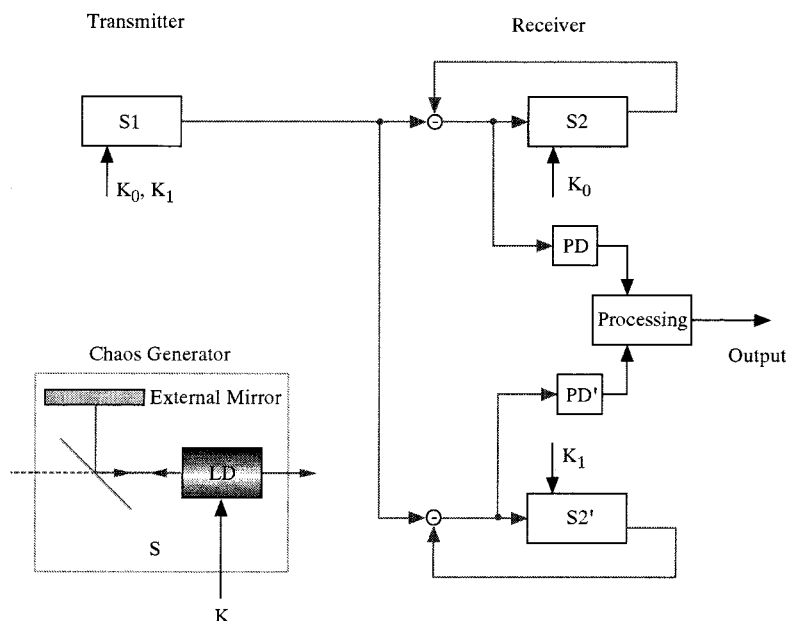 Transmitter
Receiver
S1
S2
K0, K1
K0
PD
Processing
Output
Chaos Generator
External Mirror
PD'
LD
K1
S2'
S
K